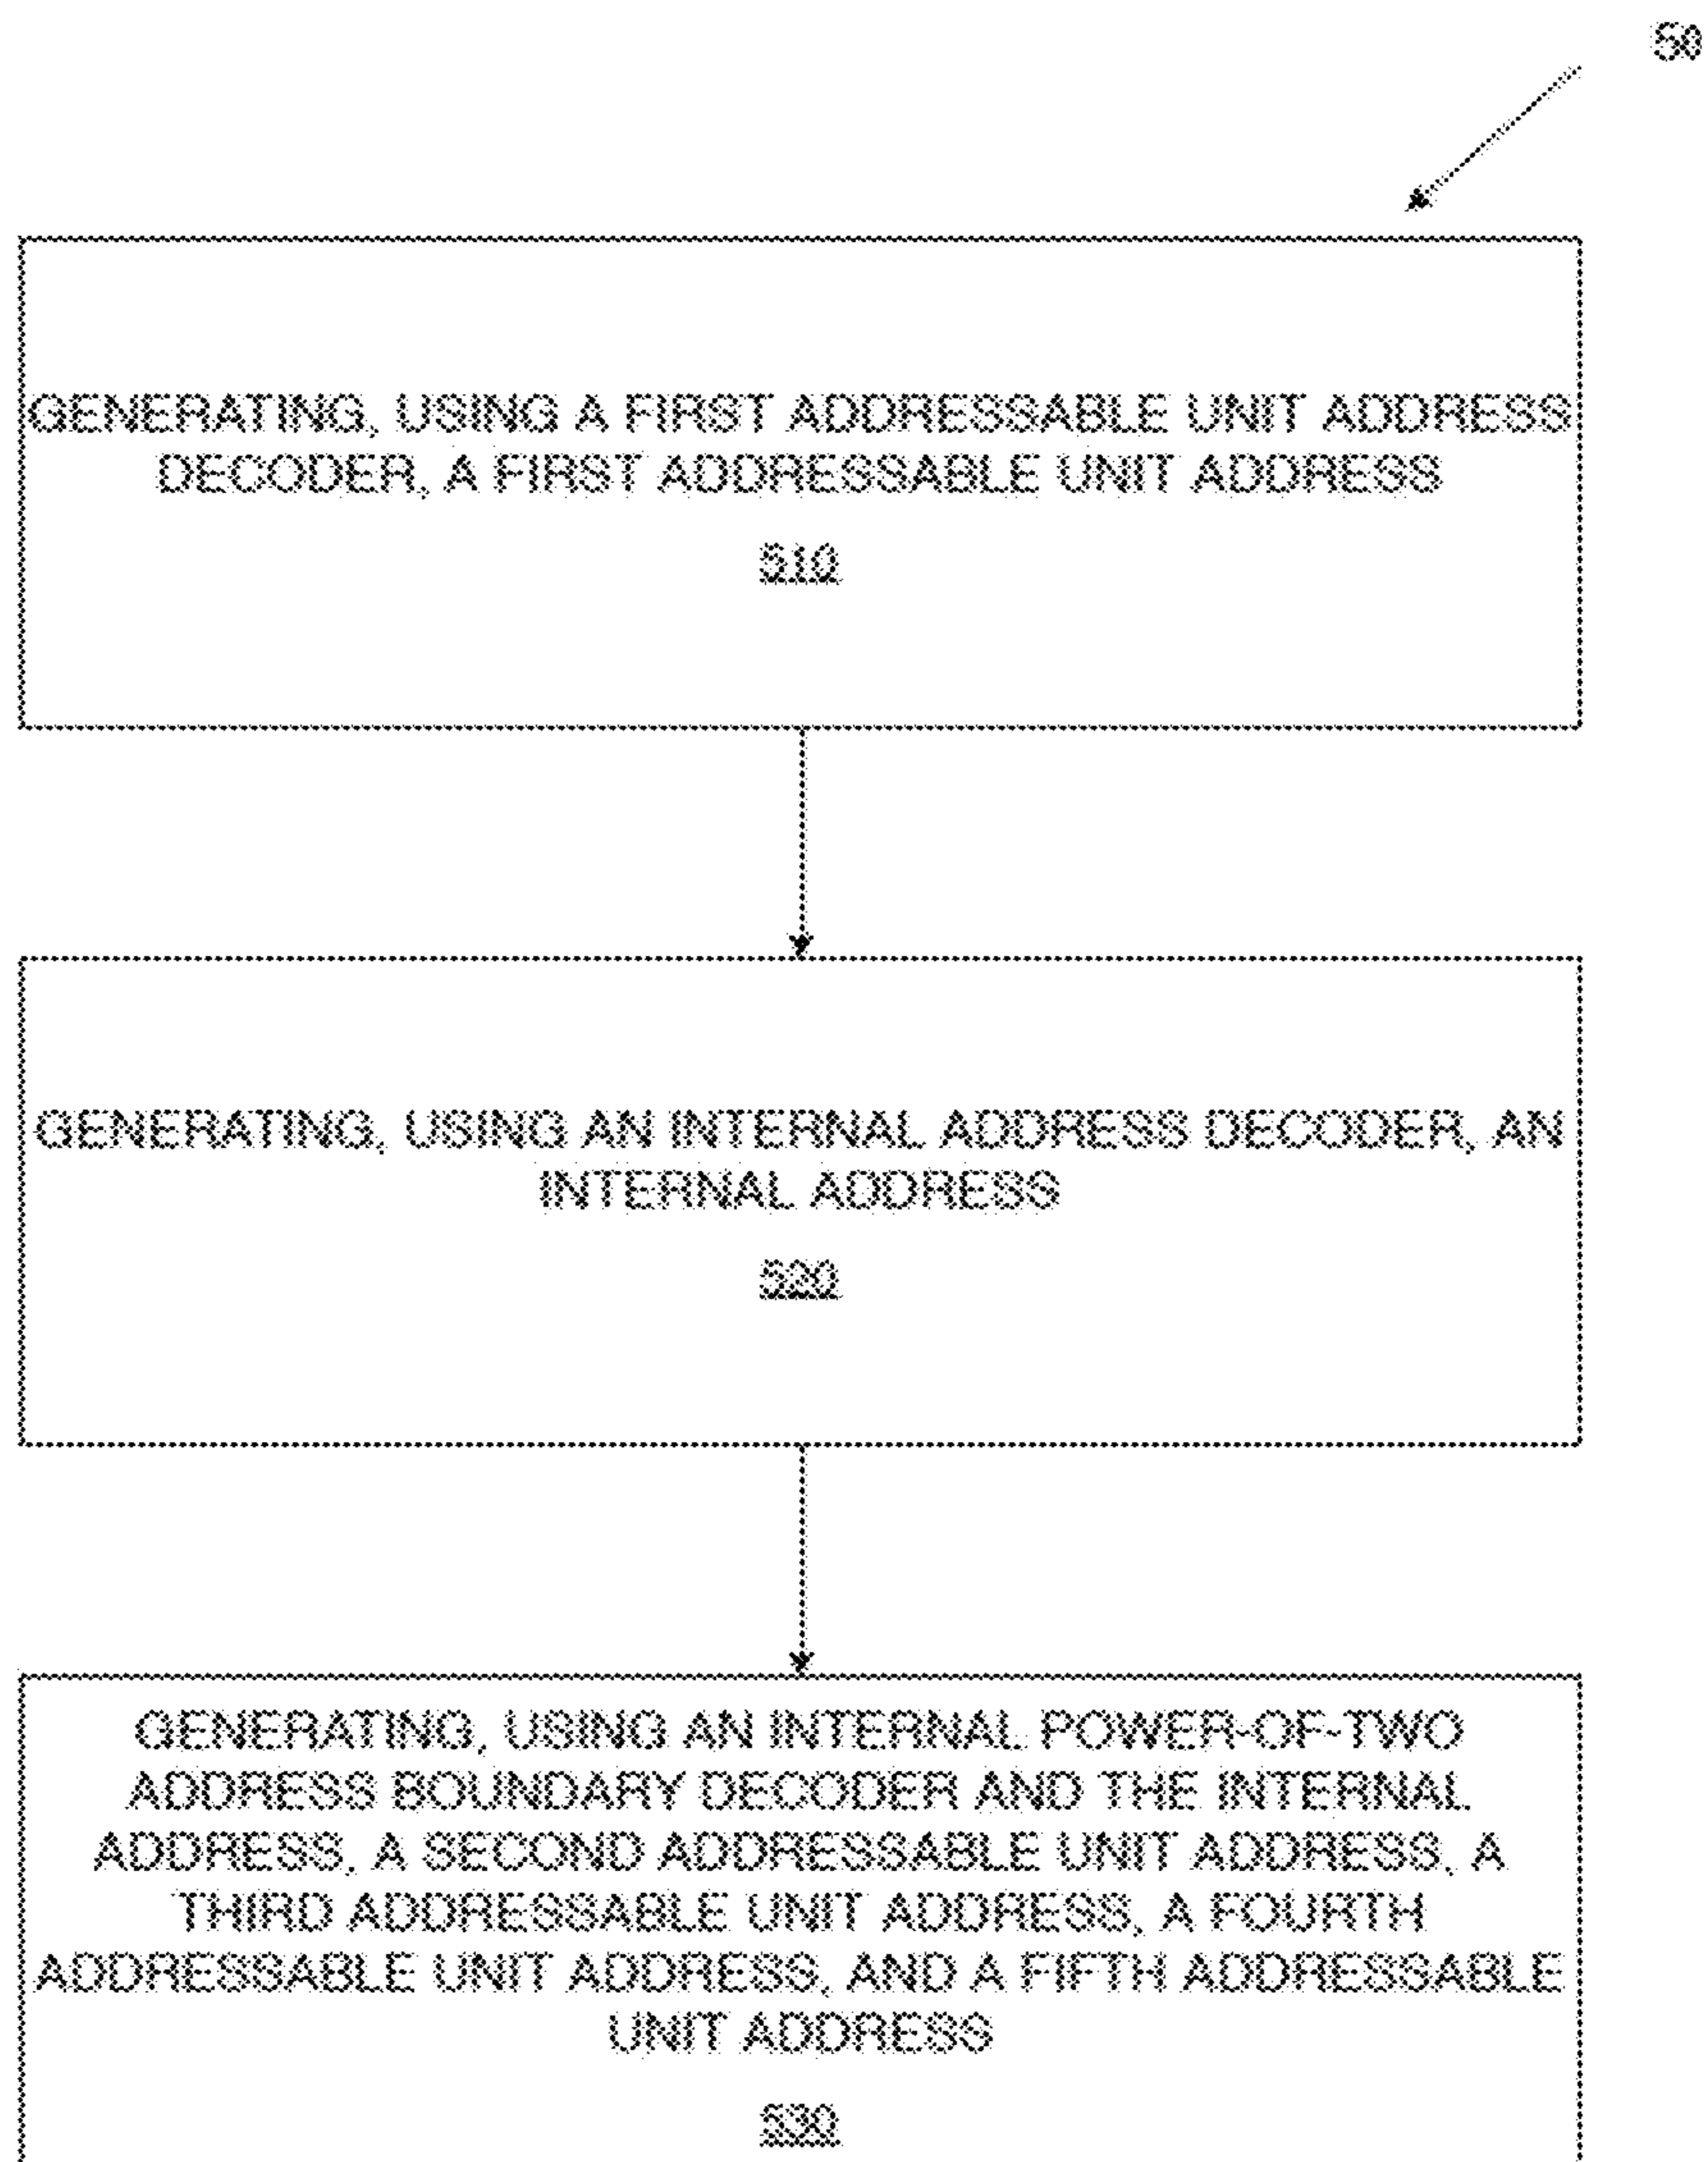 50
GENERATING, USING A FIRST ADDRESSABLE UNIT ADDRESS
DECODER, A FIRST ADDRESSABLE UNIT ADDRESS
510
GENERATING, USING AN INTERNAL ADDRESS DECODER, AN
INTERNAL ADDRESS
520
GENERATING, USING AN INTERNAL POWER-OF-TWO
ADDRESS BOUNDARY DECODER AND THE INTERNAL
ADDRESS, A SECOND ADDRESSABLE UNIT ADDRESS, A
THIRD ADDRESSABLE UNIT ADDRESS, A FOURTH
ADDRESSABLE UNIT ADDRESS, AND A FIFTH ADDRESSABLE
UNIT ADDRESS
530